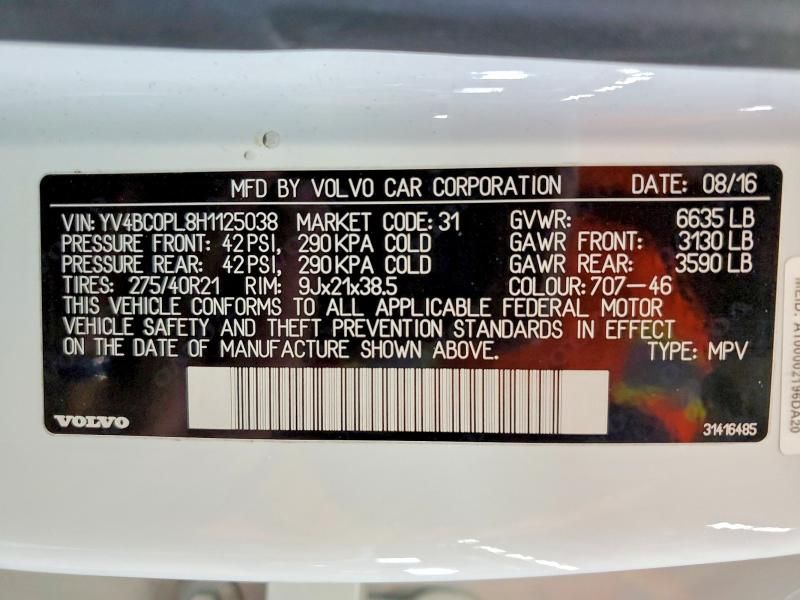 MFD BY VOLVO CAR CORPORATION DATE: 08/16
VIN: YV4BC0PL8H1125038 MARKET CODE: 31 GVWR: 6635 LB
PRESSURE FRONT: 42 PSI, 290 KPA COLD GAWR FRONT: 3130 LB
PRESSURE REAR: 42 PSI, 290 KPA COLD GAWR REAR: 3590 LB
TIRES: 275/40R21 RIM: 9Jx21x38.5 COLOUR: 707-46
THIS VEHICLE CONFORMS TO ALL APPLICABLE FEDERAL MOTOR
VEHICLE SAFETY AND THEFT PREVENTION STANDARDS IN EFFECT
ON THE DATE OF MANUFACTURE SHOWN ABOVE. TYPE: MPV
VOLVO
31416485
MEID: A1000002196DA20